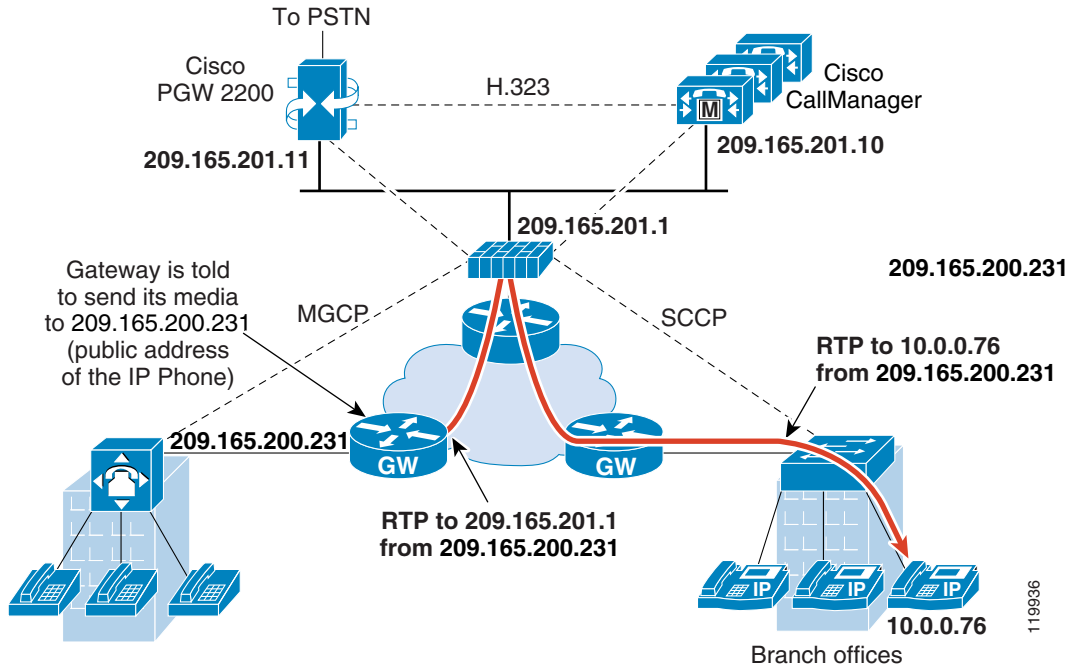 To PSTN
Cisco
PGW 2200
H.323
Cisco
CallManager
M
209.165.201.11
209.165.201.10
209.165.201.1
Gateway is told
to send its media
to 209.165.200.231
(public address
of the IP Phone)
MGCP
SCCP
209.165.200.231
RTP to 10.0.0.76
from 209.165.200.231
209.165.200.231
GW
GW
RTP to 209.165.201.1
from 209.165.200.231
IP
IP
IP
10.0.0.76
Branch offices
119936